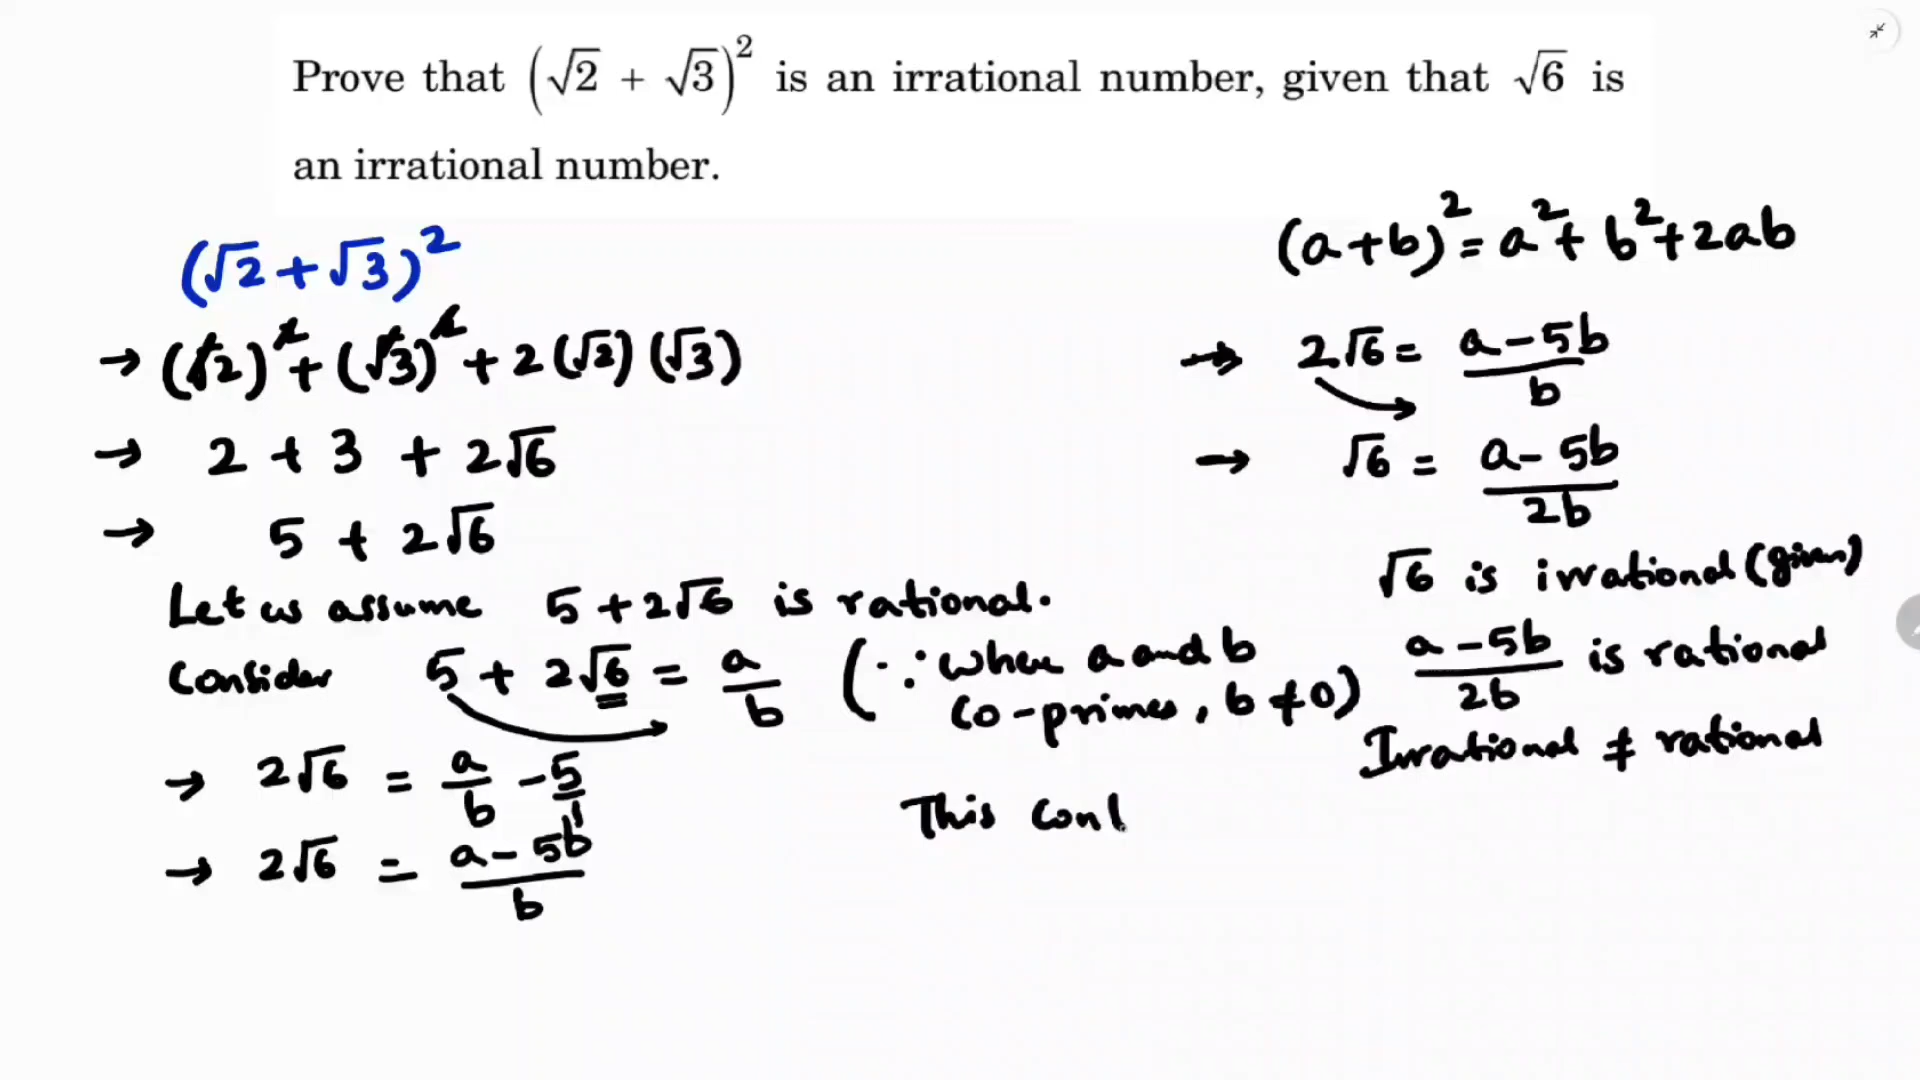 Prove that (√2 + √3)² is an irrational number, given that √6 is
an irrational number.
(√2+√3)²
→ (√2)² + (√3)² + 2(√2)(√3)
→ 2 + 3 + 2√6
→ 5 + 2√6
Let us assume 5+2√6 is rational.
Consider 5 + 2√6 = a/b (∵ where a and b
co-primes, b ≠ 0)
→ 2√6 = a/b - 5/1
→ 2√6 = (a - 5b)/b
(a+b)² = a² + b² + 2ab
→ 2√6 = (a - 5b)/b
→ √6 = (a - 5b)/2b
√6 is irrational (given)
(a - 5b)/2b is rational
Irrational ≠ rational
This con